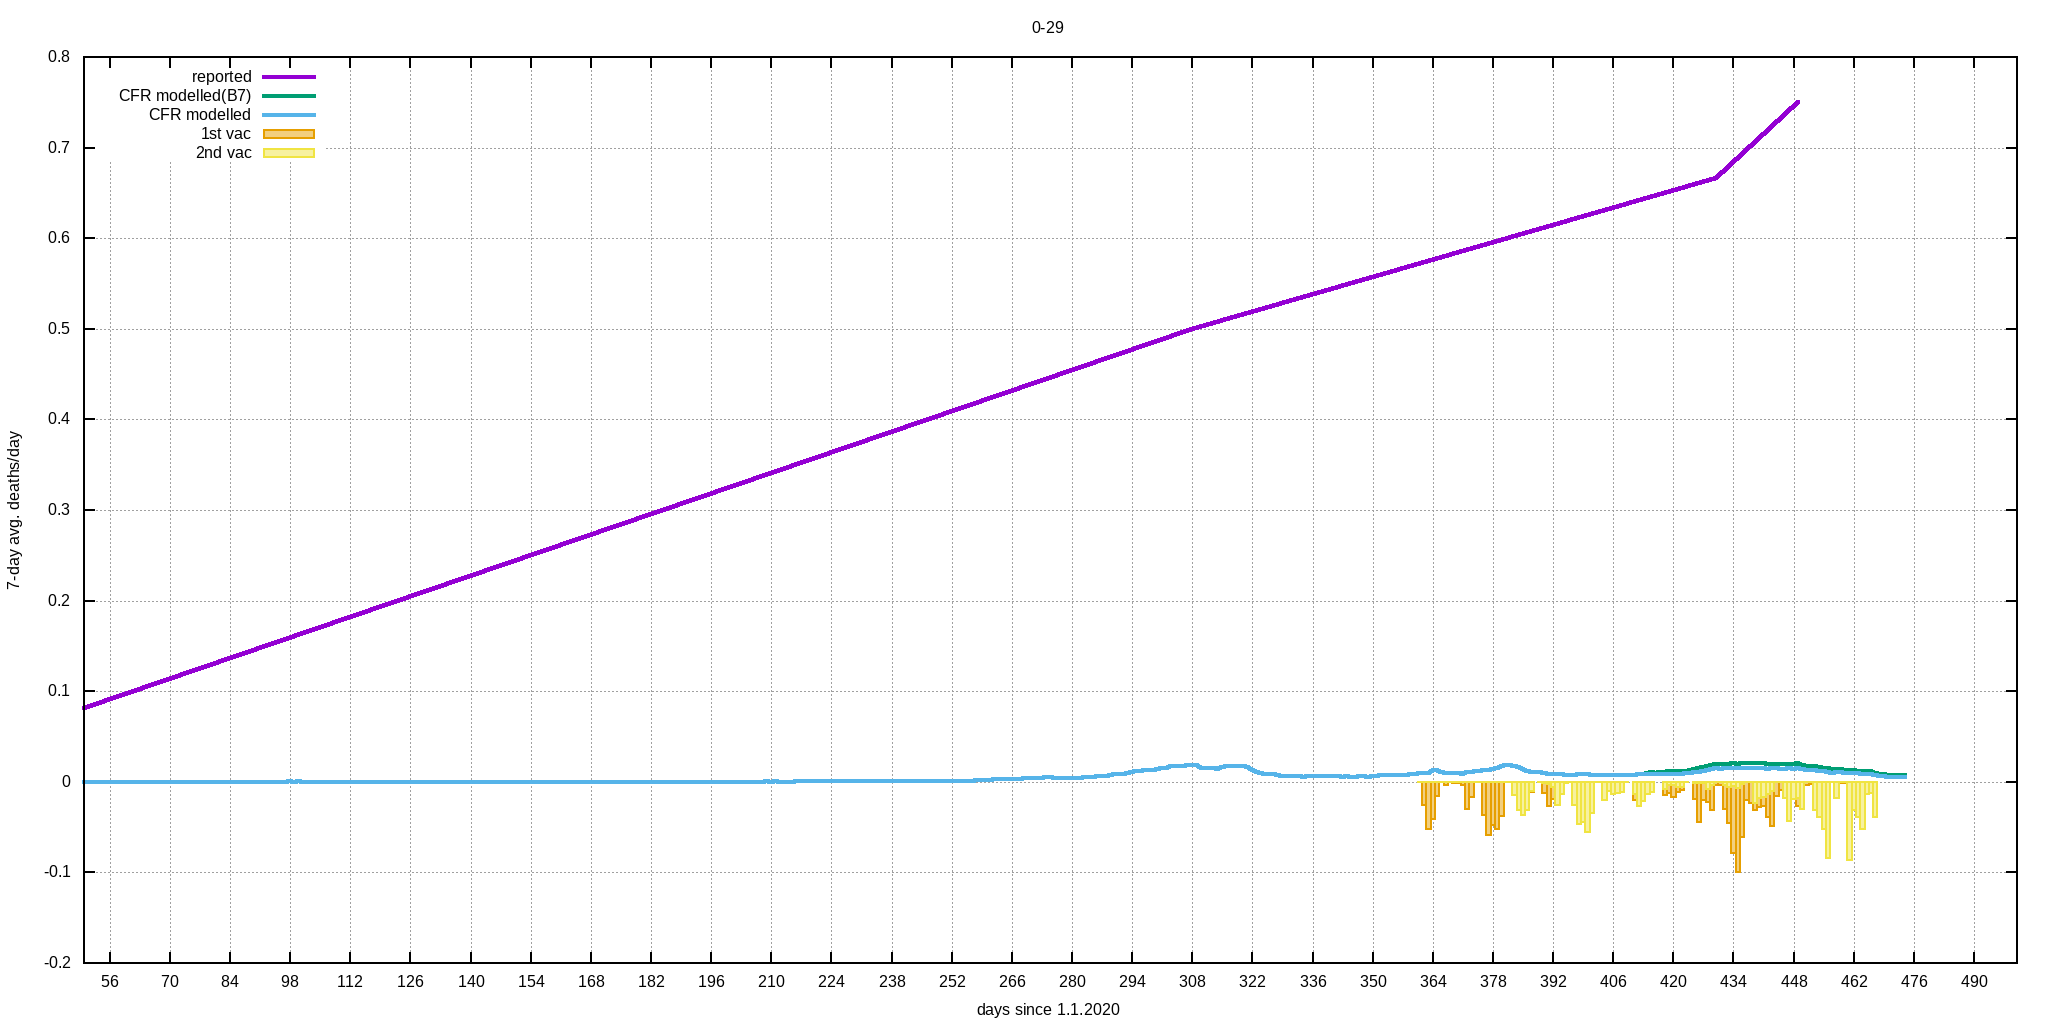 0-29
reported
CFR modelled(B7)
CFR modelled
1st vac
2nd vac
0.8
0.7
0.6
0.5
0.4
0.3
0.2
0.1
0
-0.1
-0.2
7-day avg. deaths/day
56 70 84 98 112 126 140 154 168 182 196 210 224 238 252 266 280 294 308 322 336 350 364 378 392 406 420 434 448 462 476 490
days since 1.1.2020